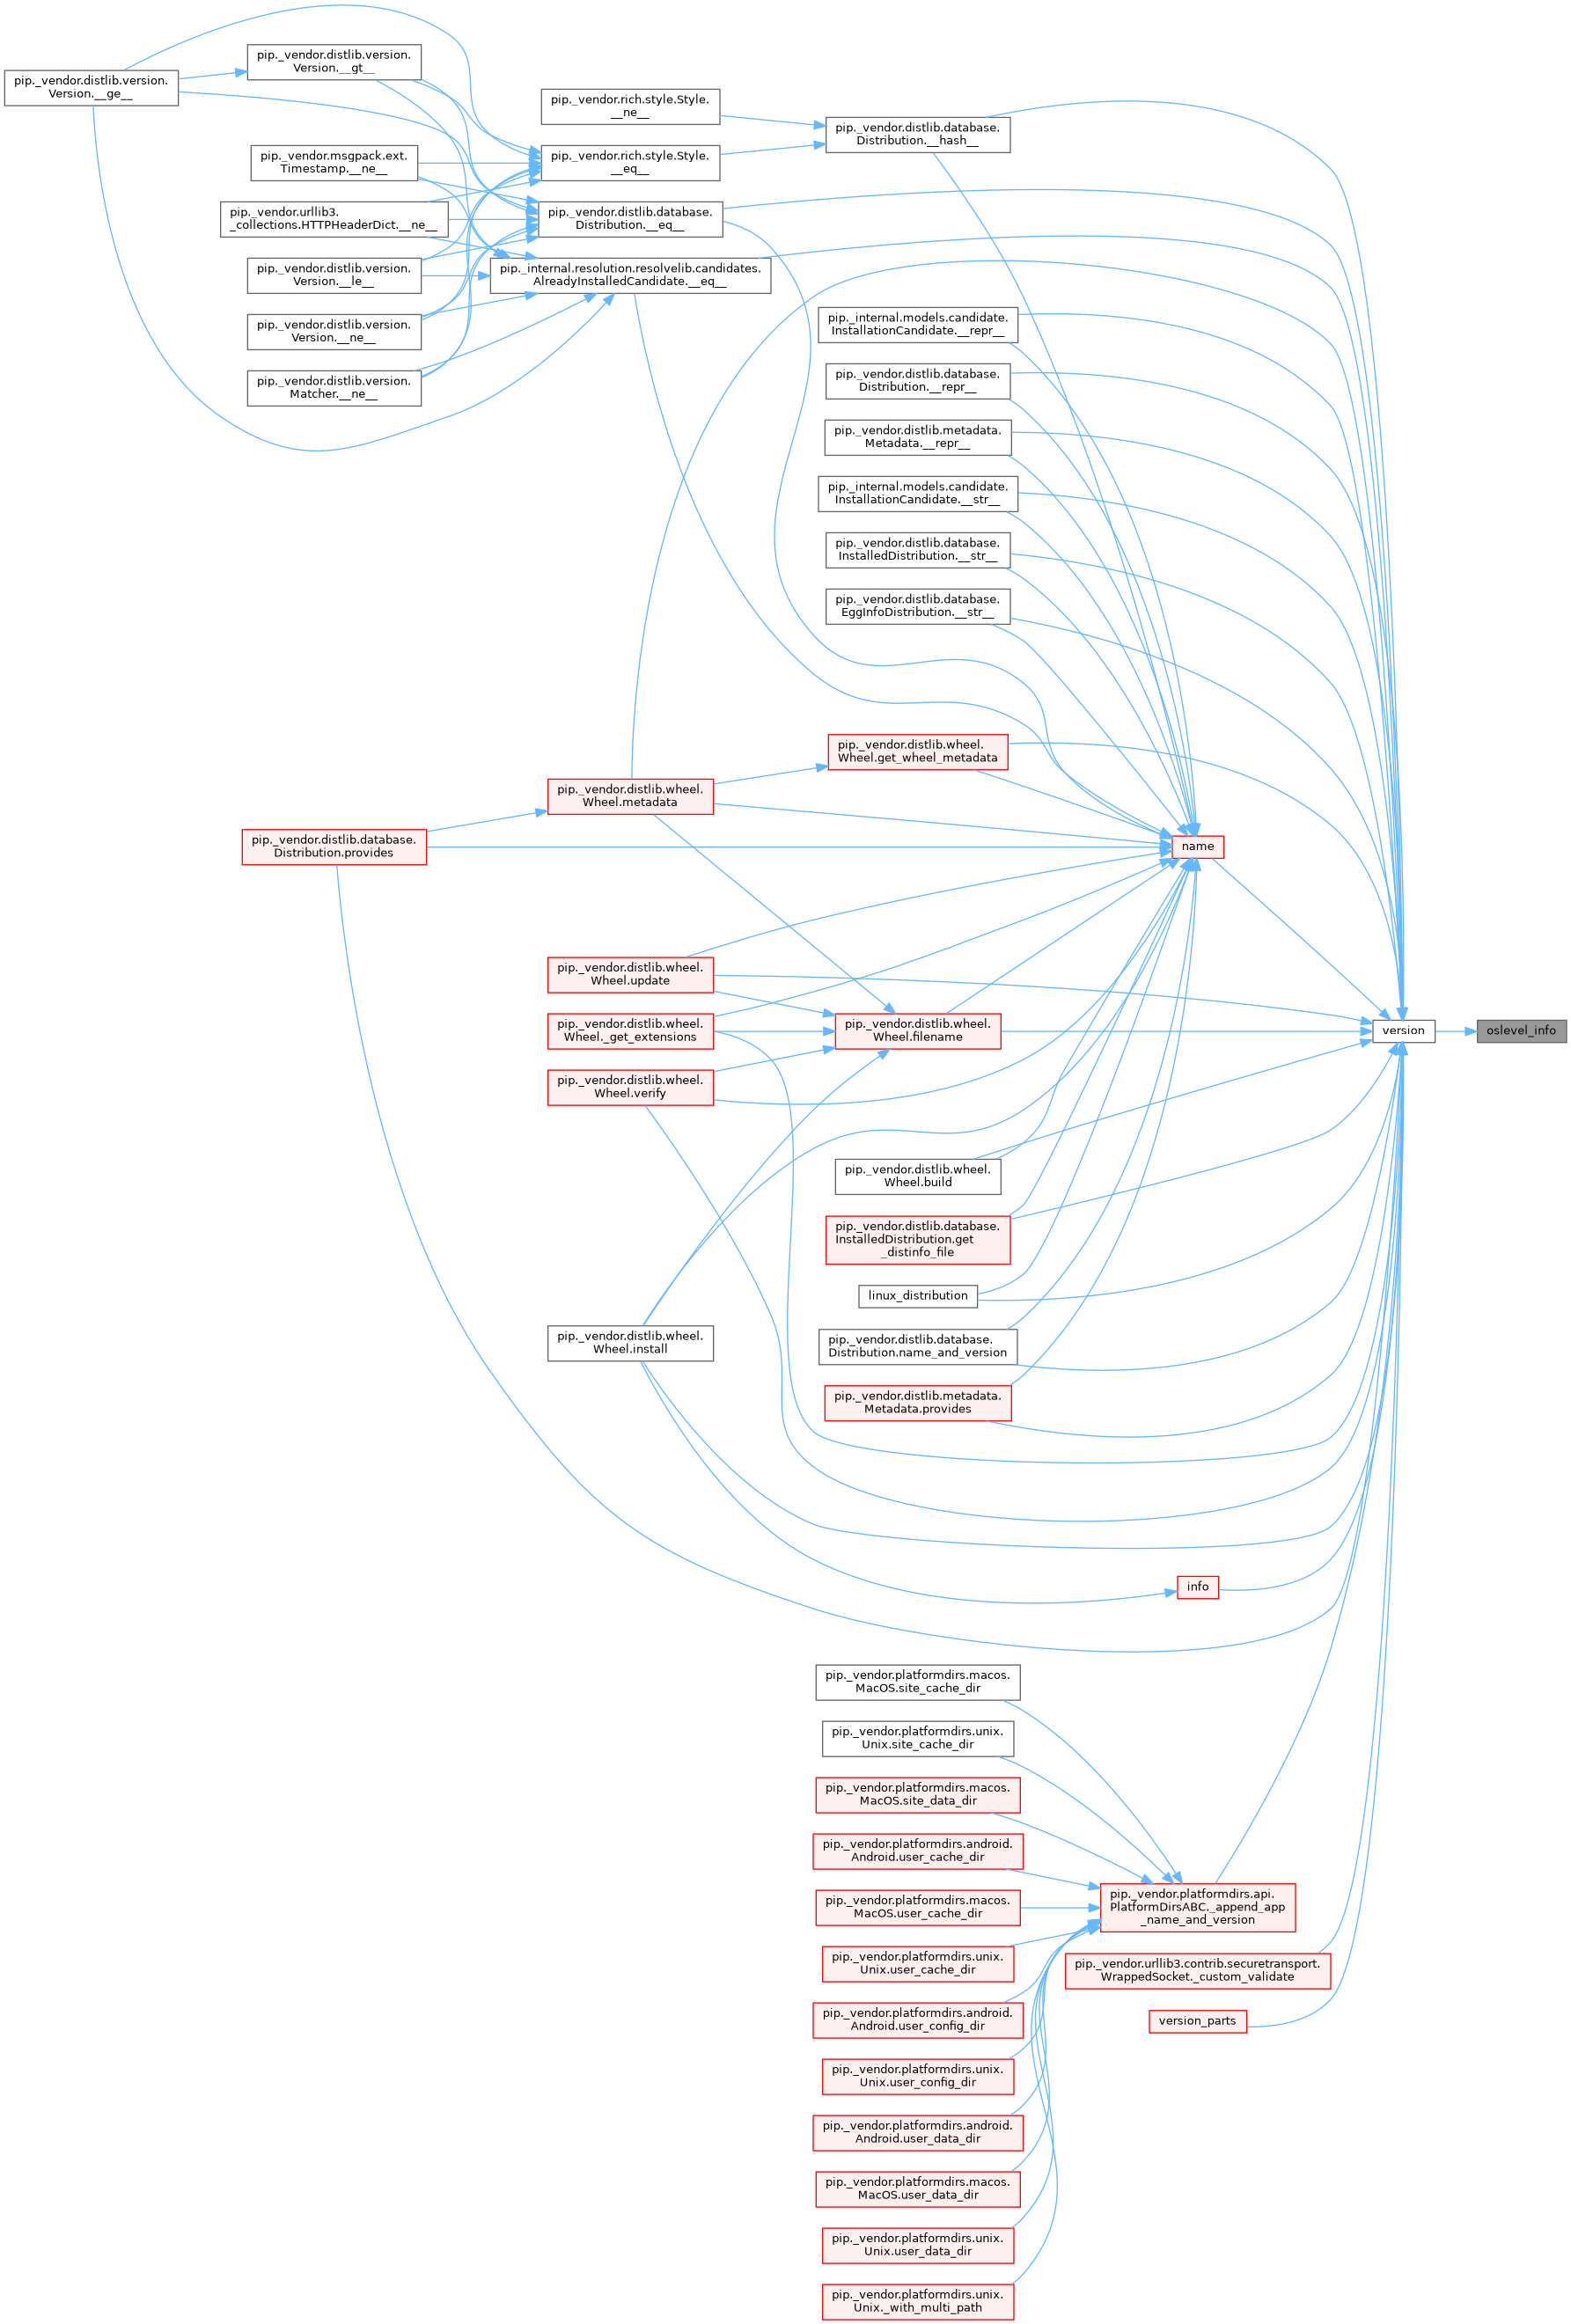 pip._vendor.distlib.version.
Version.__ge__
pip._vendor.distlib.version.
Version.__gt__
pip._vendor.msgpack.ext.
Timestamp.__ne__
pip._vendor.urllib3.
_collections.HTTPHeaderDict.__ne__
pip._vendor.distlib.version.
Version.__le__
pip._vendor.distlib.version.
Version.__ne__
pip._vendor.distlib.version.
Matcher.__ne__
pip._vendor.rich.style.Style.
__ne__
pip._vendor.rich.style.Style.
__eq__
pip._vendor.distlib.database.
Distribution.__eq__
pip._internal.resolution.resolvelib.candidates.
AlreadyInstalledCandidate.__eq__
pip._vendor.distlib.database.
Distribution.__hash__
pip._internal.models.candidate.
InstallationCandidate.__repr__
pip._vendor.distlib.database.
Distribution.__repr__
pip._vendor.distlib.metadata.
Metadata.__repr__
pip._internal.models.candidate.
InstallationCandidate.__str__
pip._vendor.distlib.database.
InstalledDistribution.__str__
pip._vendor.distlib.database.
EggInfoDistribution.__str__
pip._vendor.distlib.wheel.
Wheel.get_wheel_metadata
pip._vendor.distlib.wheel.
Wheel.metadata
pip._vendor.distlib.database.
Distribution.provides
name
pip._vendor.distlib.wheel.
Wheel.update
pip._vendor.distlib.wheel.
Wheel._get_extensions
pip._vendor.distlib.wheel.
Wheel.verify
pip._vendor.distlib.wheel.
Wheel.filename
version
oslevel_info
pip._vendor.distlib.wheel.
Wheel.build
pip._vendor.distlib.database.
InstalledDistribution.get
_distinfo_file
linux_distribution
pip._vendor.distlib.wheel.
Wheel.install
pip._vendor.distlib.database.
Distribution.name_and_version
pip._vendor.distlib.metadata.
Metadata.provides
info
pip._vendor.platformdirs.macos.
MacOS.site_cache_dir
pip._vendor.platformdirs.unix.
Unix.site_cache_dir
pip._vendor.platformdirs.macos.
MacOS.site_data_dir
pip._vendor.platformdirs.android.
Android.user_cache_dir
pip._vendor.platformdirs.macos.
MacOS.user_cache_dir
pip._vendor.platformdirs.unix.
Unix.user_cache_dir
pip._vendor.platformdirs.android.
Android.user_config_dir
pip._vendor.platformdirs.unix.
Unix.user_config_dir
pip._vendor.platformdirs.android.
Android.user_data_dir
pip._vendor.platformdirs.macos.
MacOS.user_data_dir
pip._vendor.platformdirs.unix.
Unix.user_data_dir
pip._vendor.platformdirs.unix.
Unix._with_multi_path
pip._vendor.platformdirs.api.
PlatformDirsABC._append_app
_name_and_version
pip._vendor.urllib3.contrib.securetransport.
WrappedSocket._custom_validate
version_parts